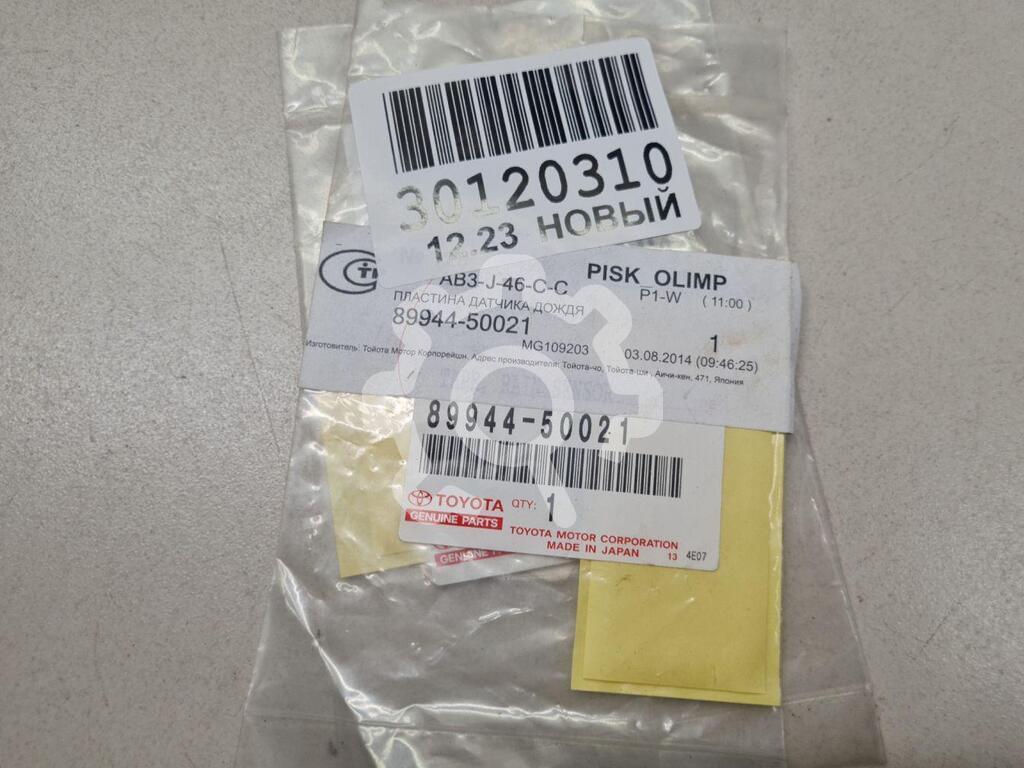 30120310
12.23 НОВЫЙ
AB3-J-46-C-C PISK_OLIMP
P1-W ( 11:00 )
ПЛАСТИНА ДАТЧИКА ДОЖДЯ
89944-50021
1
MG109203 03.08.2014 (09:46:25)
Изготовитель: Тойота Мотор Корпорейшн. Адрес производителя: Тойота-чо, Тойота-ши, Аичи-кен, 471, Япония
89944-50021
TOYOTA QTY: 1
GENUINE PARTS
TOYOTA MOTOR CORPORATION
MADE IN JAPAN 13 4E07